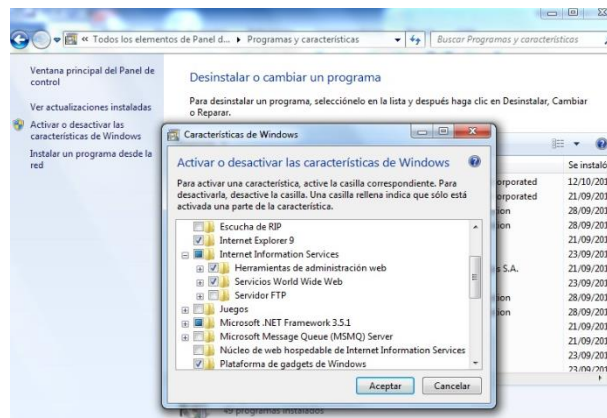 « Todos los elementos de Panel d... ▸ Programas y características
Buscar Programas y características
Ventana principal del Panel de
control
Ver actualizaciones instaladas
Activar o desactivar las
características de Windows
Instalar un programa desde la
red
Desinstalar o cambiar un programa
Para desinstalar un programa, selecciónelo en la lista y después haga clic en Desinstalar, Cambiar
o Reparar.
Características de Windows
Activar o desactivar las características de Windows
Para activar una característica, active la casilla correspondiente. Para
desactivarla, desactive la casilla. Una casilla rellena indica que sólo está
activada una parte de la característica.
Escucha de RIP
Internet Explorer 9
Internet Information Services
Herramientas de administración web
Servicios World Wide Web
Servidor FTP
Juegos
Microsoft .NET Framework 3.5.1
Microsoft Message Queue (MSMQ) Server
Núcleo de web hospedable de Internet Information Services
Plataforma de gadgets de Windows
Aceptar Cancelar
Se instaló
orporated 12/10/201
orporated 21/09/201
ion 28/09/201
ion 28/09/201
21/09/201
23/09/201
s S.A. 21/09/201
23/09/201
ion 28/09/201
ion 28/09/201
21/09/201
21/09/201
23/09/201
23/09/201
49 programas instalados